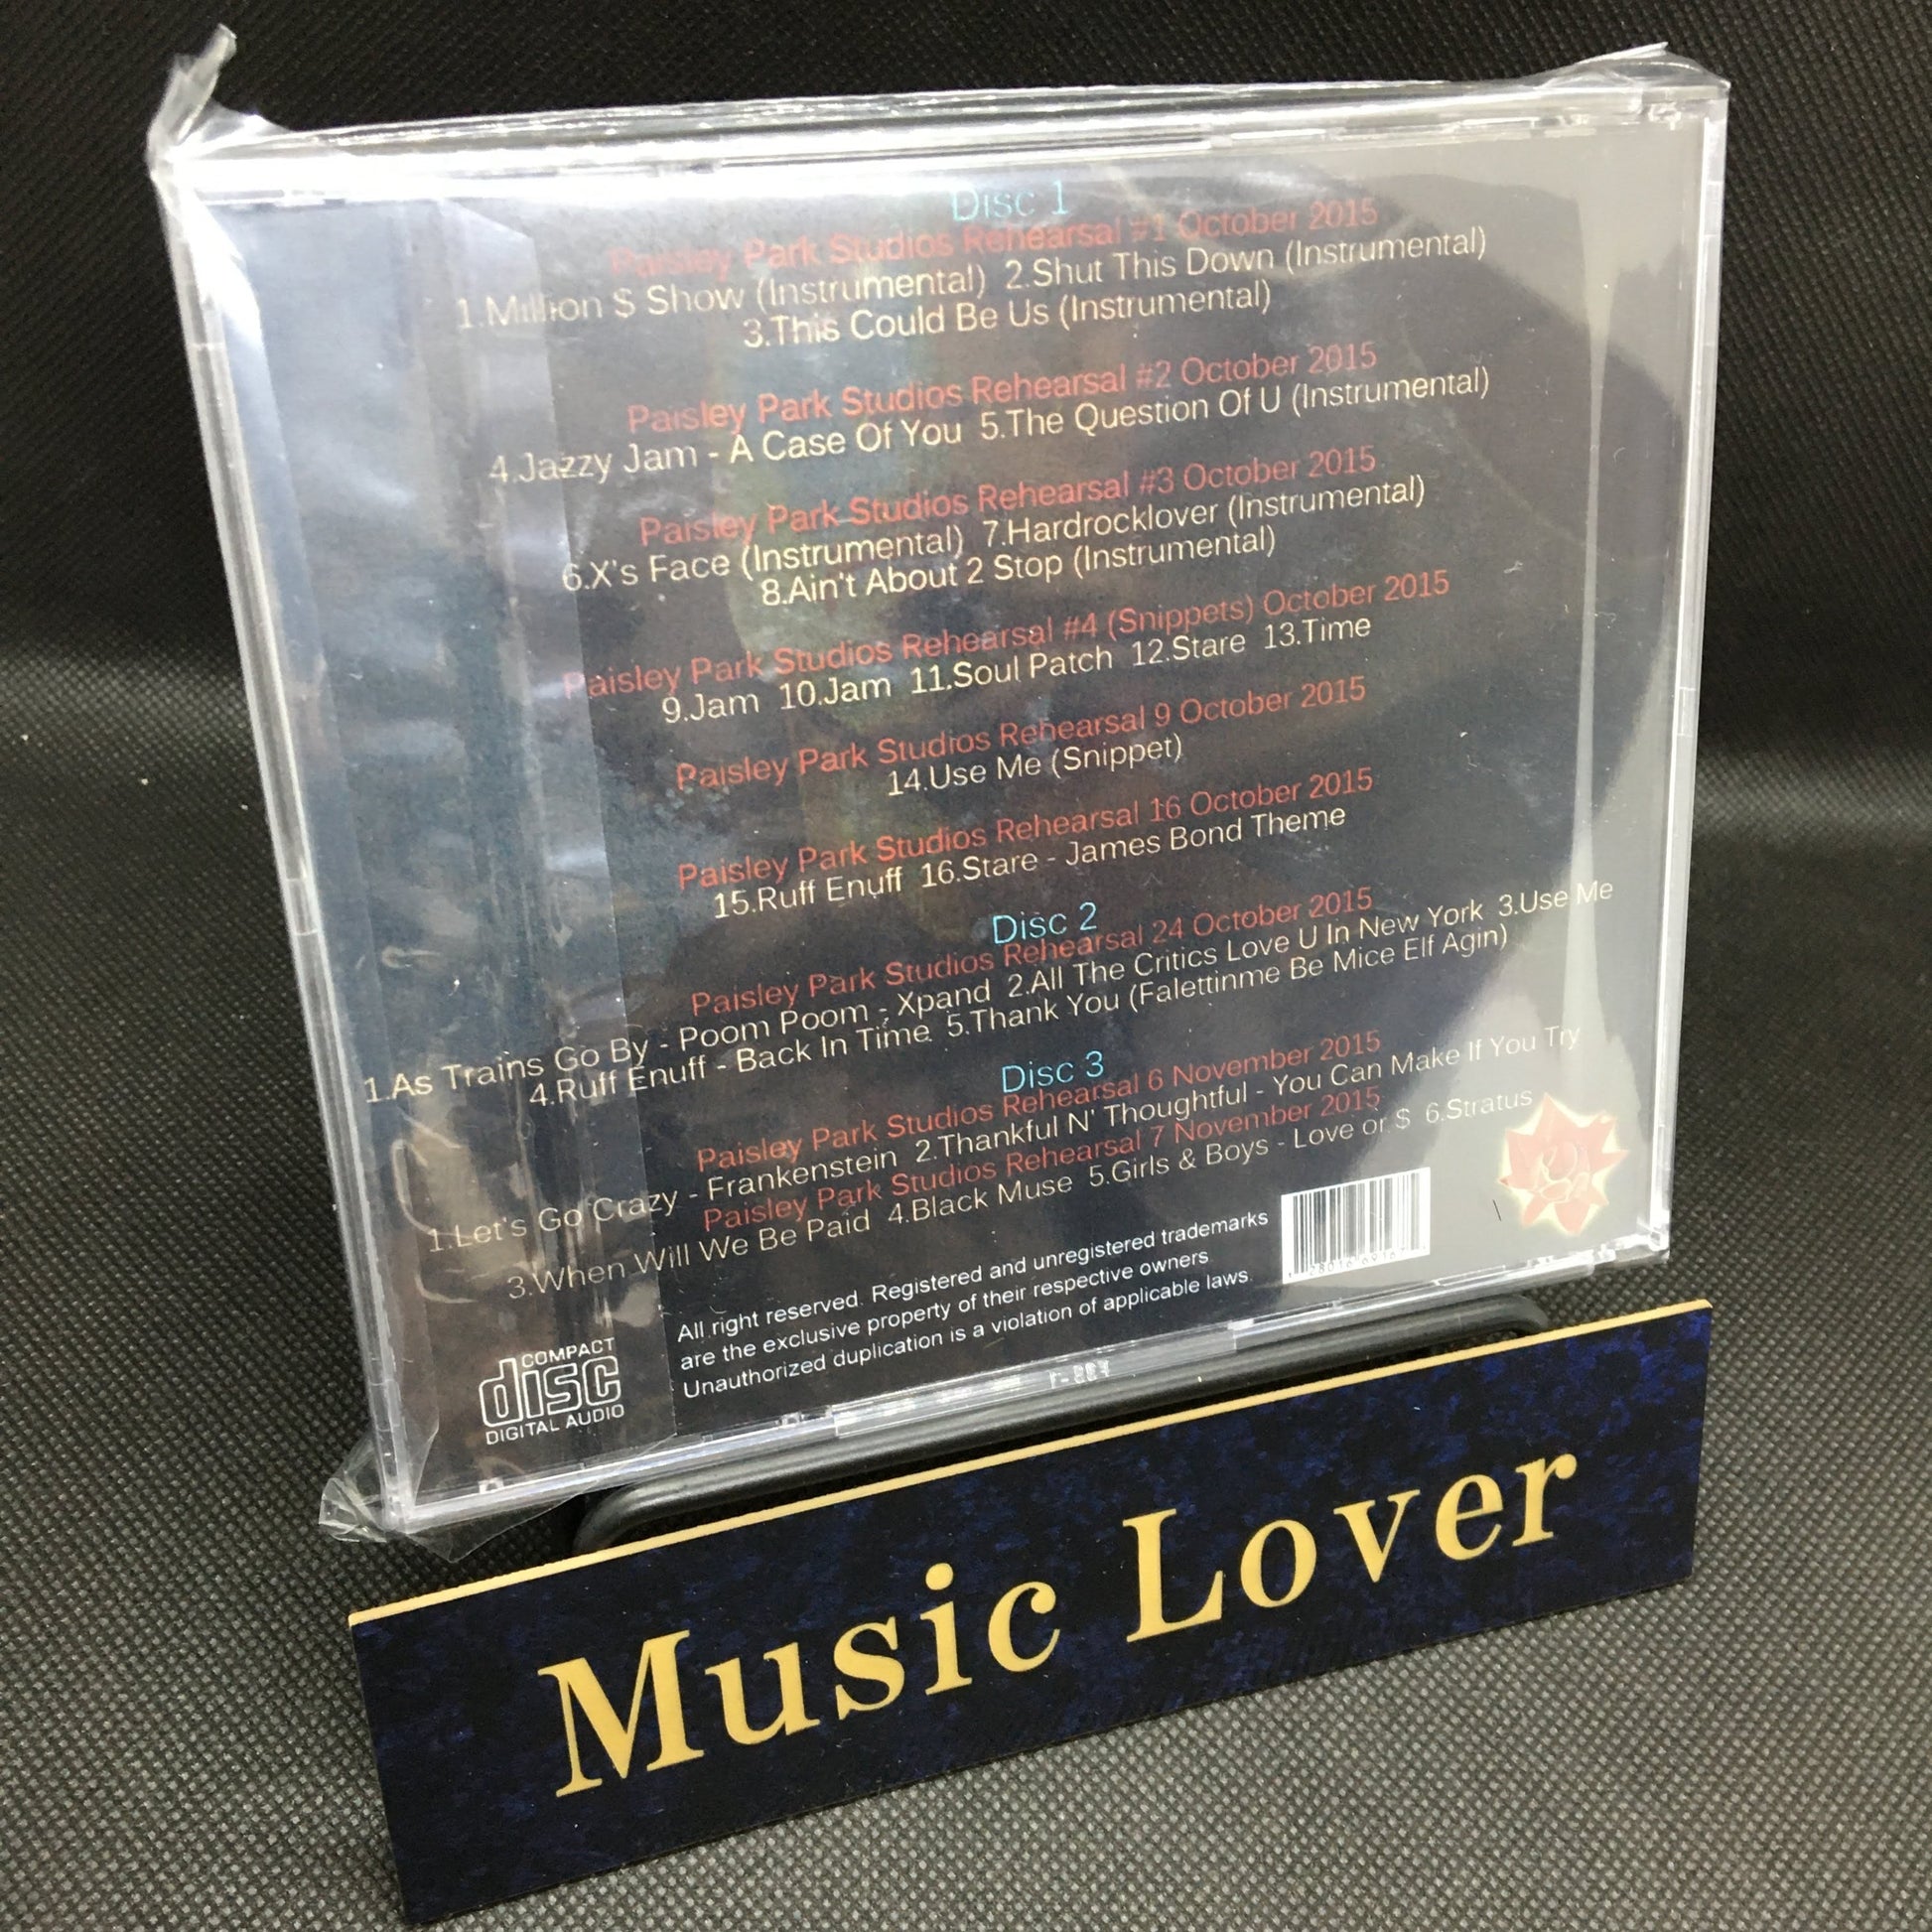 Disc 1
Paisley Park Studios Rehearsal #1 October 2015
1.Million $ Show (Instrumental) 2.Shut This Down (Instrumental)
3.This Could Be Us (Instrumental)
Paisley Park Studios Rehearsal #2 October 2015
4.Jazzy Jam - A Case Of You 5.The Question Of U (Instrumental)
Paisley Park Studios Rehearsal #3 October 2015
6.X's Face (Instrumental) 7.Hardrocklover (Instrumental)
8.Ain't About 2 Stop (Instrumental)
Paisley Park Studios Rehearsal #4 (Snippets) October 2015
9.Jam 10.Jam 11.Soul Patch 12.Stare 13.Time
Paisley Park Studios Rehearsal 9 October 2015
14.Use Me (Snippet)
Paisley Park Studios Rehearsal 16 October 2015
15.Ruff Enuff 16.Stare - James Bond Theme
Disc 2
Paisley Park Studios Rehearsal 24 October 2015
1.As Trains Go By - Poom Poom - Xpand 2.All The Critics Love U In New York 3.Use Me
4.Ruff Enuff - Back In Time 5.Thank You (Falettinme Be Mice Elf Agin)
Disc 3
Paisley Park Studios Rehearsal 6 November 2015
1.Let's Go Crazy - Frankenstein 2.Thankful N' Thoughtful - You Can Make If You Try
Paisley Park Studios Rehearsal 7 November 2015
3.When Will We Be Paid 4.Black Muse 5.Girls & Boys - Love or $ 6.Stratus
All right reserved. Registered and unregistered trademarks
are the exclusive property of their respective owners
Unauthorized duplication is a violation of applicable laws.
COMPACT
disc
DIGITAL AUDIO
Music Lover